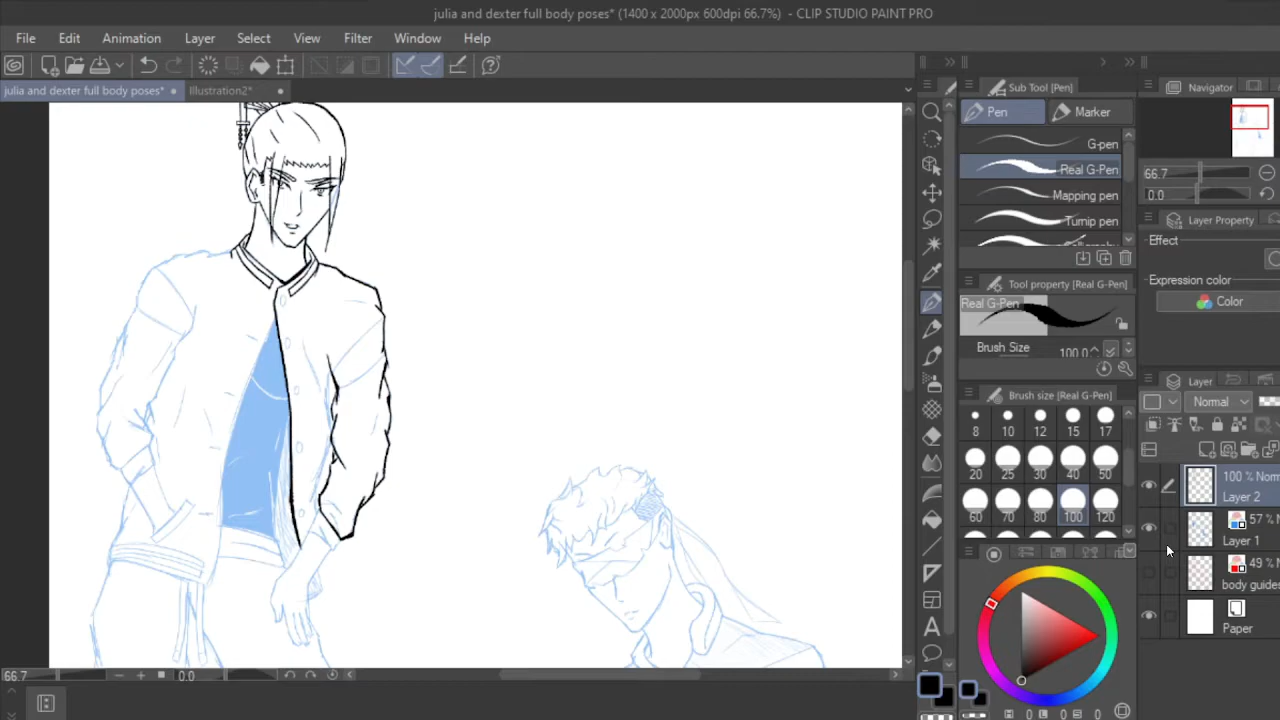 julia and dexter full body poses* (1400 x 2000px 600dpi 66.7%) - CLIP STUDIO PAINT PRO
File Edit Animation Layer Select View Filter Window Help
julia and dexter full body poses* Illustration2*
Sub Tool [Pen]
Navigator
Pen Marker
G-pen
Real G-Pen
66.7
Mapping pen
0.0
Turnip pen
Layer Property
Effect
Tool property [Real G-Pen]
Expression color
Real G-Pen
Color
Brush Size 100.0
Layer
Brush size [Real G-Pen]
Normal
8 10 12 15 17
20 25 30 40 50
100 % Norm
Layer 2
60 70 80 100 120
57 % N
Layer 1
49 % N
body guides
Paper
66.7 0.0
H 0 L 0 S 0